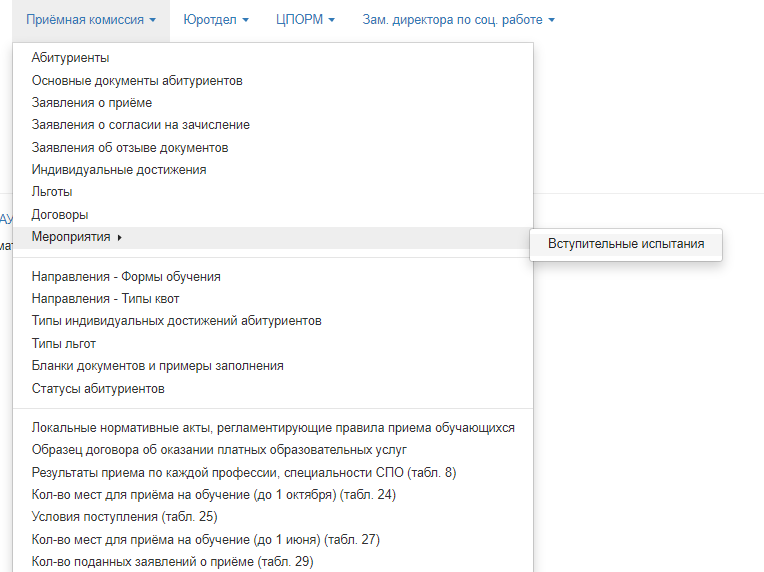 Приёмная комиссия Юротдел ЦПОРМ Зам. директора по соц. работе
Абитуриенты
Основные документы абитуриентов
Заявления о приёме
Заявления о согласии на зачисление
Заявления об отзыве документов
Индивидуальные достижения
Льготы
Договоры
Мероприятия
Вступительные испытания
Направления - Формы обучения
Направления - Типы квот
Типы индивидуальных достижений абитуриентов
Типы льгот
Бланки документов и примеры заполнения
Статусы абитуриентов
Локальные нормативные акты, регламентирующие правила приема обучающихся
Образец договора об оказании платных образовательных услуг
Результаты приема по каждой профессии, специальности СПО (табл. 8)
Кол-во мест для приёма на обучение (до 1 октября) (табл. 24)
Условия поступления (табл. 25)
Кол-во мест для приёма на обучение (до 1 июня) (табл. 27)
Кол-во поданных заявлений о приёме (табл. 29)